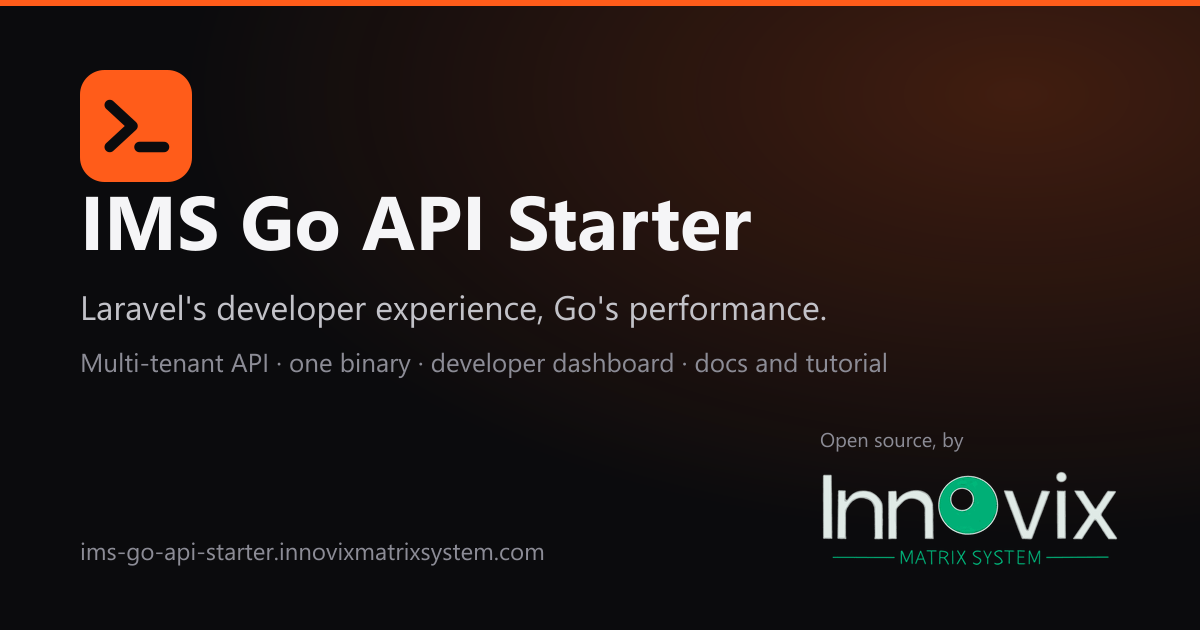 IMS Go API Starter
Laravel's developer experience, Go's performance.
Multi-tenant API · one binary · developer dashboard · docs and tutorial
Open source, by
Innovix
MATRIX SYSTEM
ims-go-api-starter.innovixmatrixsystem.com